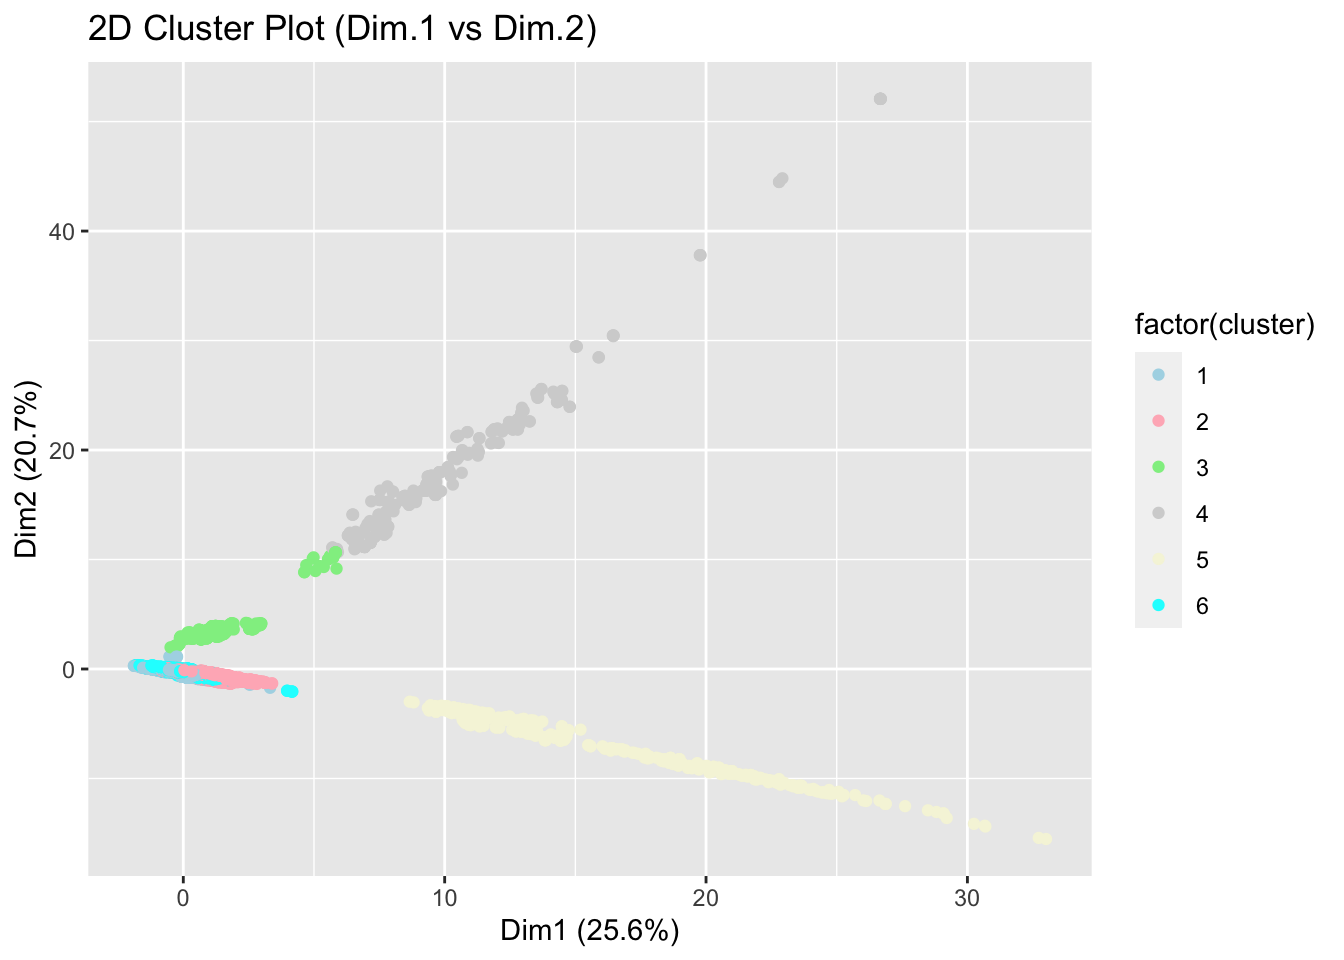 2D Cluster Plot (Dim.1 vs Dim.2)
40
20
0
Dim2 (20.7%)
0 10 20 30
Dim1 (25.6%)
factor(cluster)
1
2
3
4
5
6